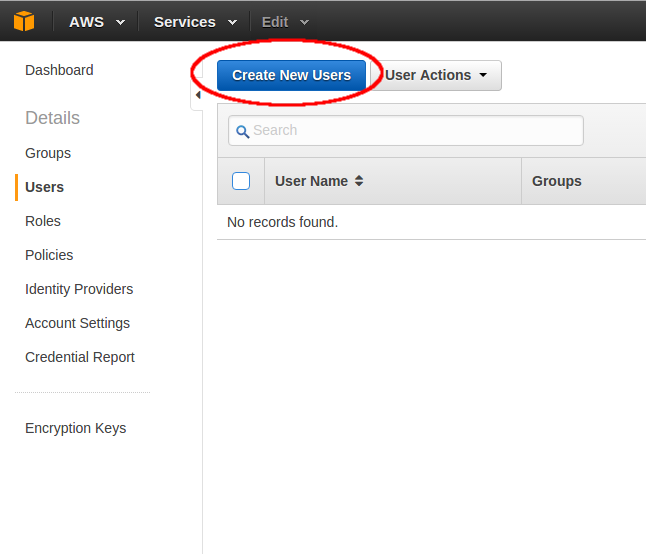 AWS Services Edit
Dashboard
Details
Groups
Users
Roles
Policies
Identity Providers
Account Settings
Credential Report
Encryption Keys
Create New Users User Actions
Search
User Name Groups
No records found.